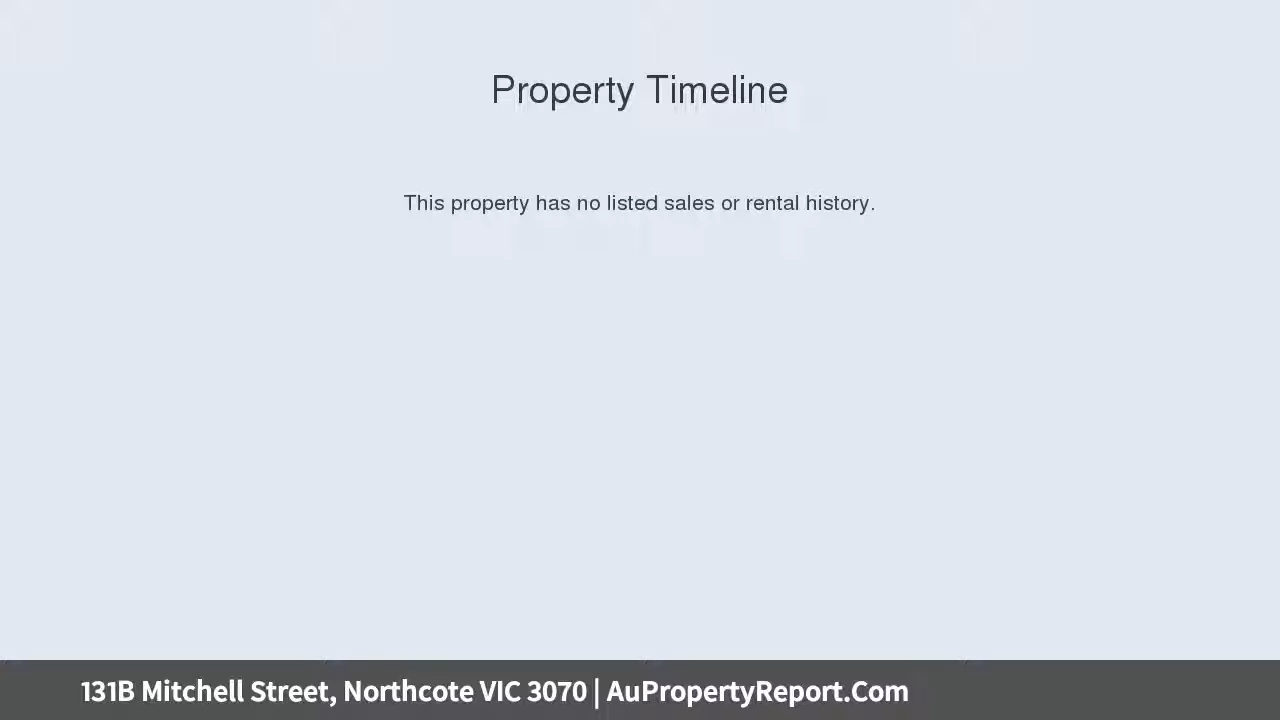 Property Timeline
This property has no listed sales or rental history.
131B Mitchell Street, Northcote VIC 3070 | AuPropertyReport.Com